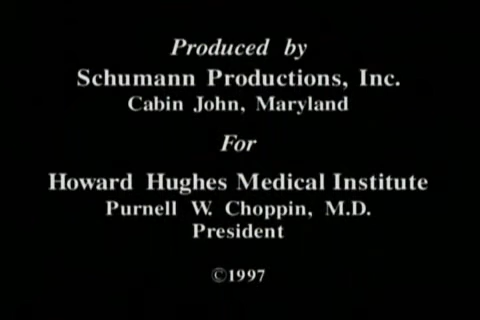 Produced by
Schumann Productions, Inc.
Cabin John, Maryland
For
Howard Hughes Medical Institute
Purnell W. Choppin, M.D.
President
©1997